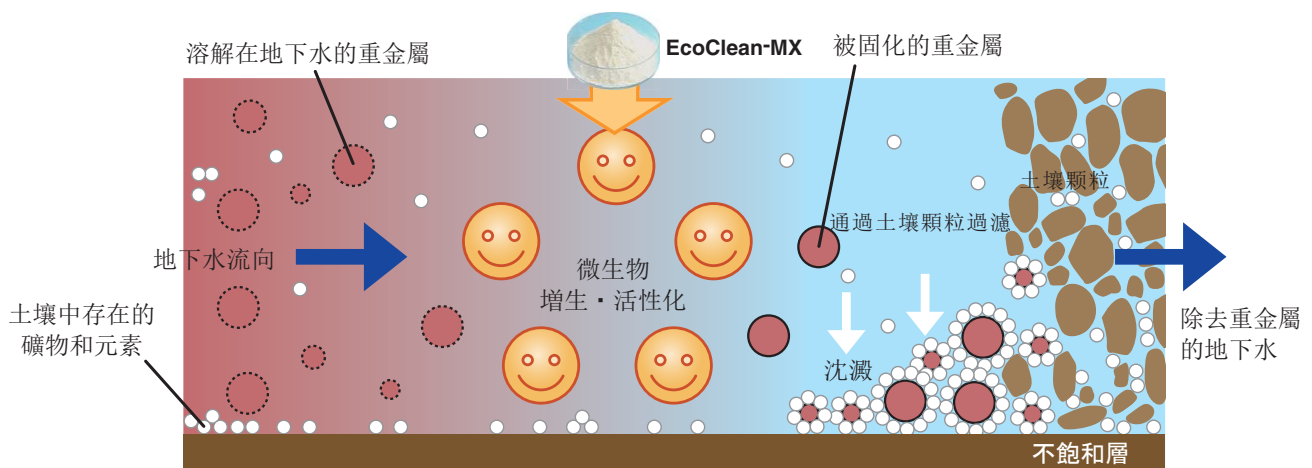 溶解在地下水的重金屬
EcoClean-MX
被固化的重金屬
土壤颗粒
通過土壤顆粒過濾
地下水流向
微生物
增生・活性化
土壤中存在的
礦物和元素
沈澱
除去重金屬
的地下水
不飽和層